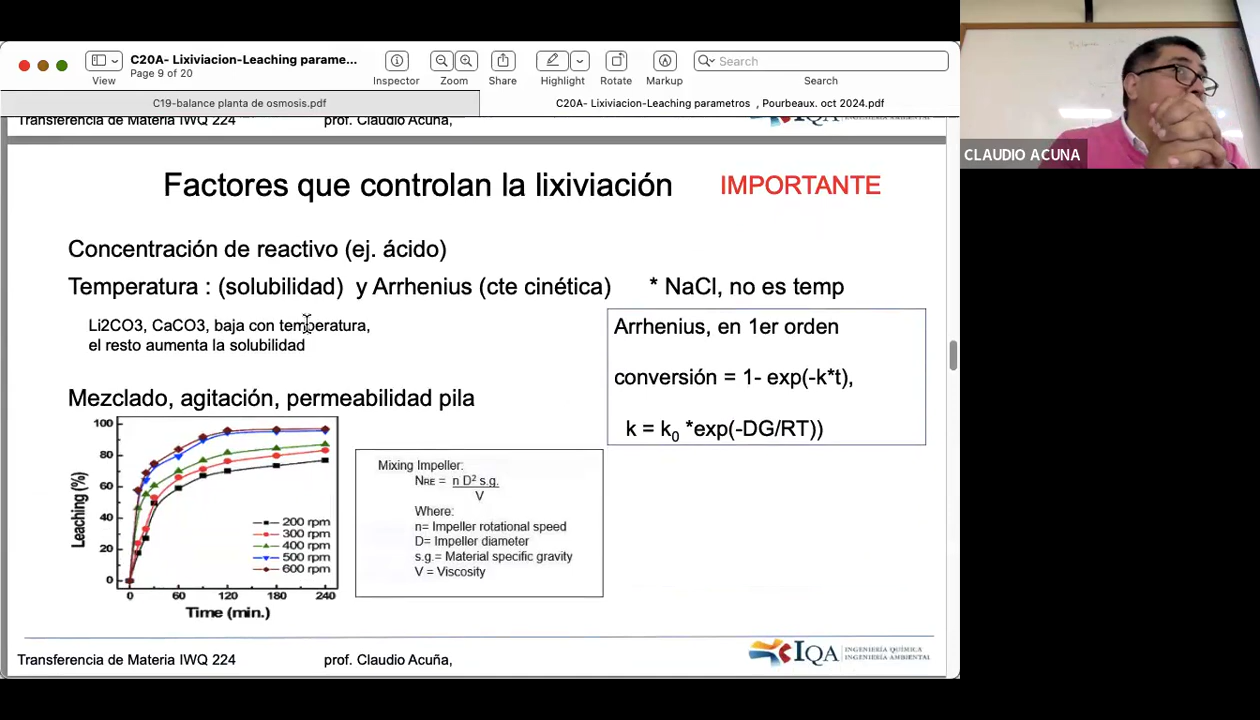 C20A- Lixiviacion-Leaching parame...
Page 9 of 20
View
Inspector
Zoom
Share
Highlight
Rotate
Markup
Search
Search
C19-balance planta de osmosis.pdf
C20A- Lixiviacion-Leaching parametros , Pourbeaux. oct 2024.pdf
Transferencia de Materia IWQ 224 prof. Claudio Acuña,
CLAUDIO ACUNA
Factores que controlan la lixiviación IMPORTANTE
Concentración de reactivo (ej. ácido)
Temperatura : (solubilidad) y Arrhenius (cte cinética) * NaCl, no es temp
Li2CO3, CaCO3, baja con temperatura,
el resto aumenta la solubilidad
Arrhenius, en 1er orden
conversión = 1- exp(-k*t),
k = k0 *exp(-DG/RT))
Mezclado, agitación, permeabilidad pila
Leaching (%)
100
80
60
40
20
0
200 rpm
300 rpm
400 rpm
500 rpm
600 rpm
0 60 120 180 240
Time (min.)
Mixing Impeller:
NRE = n D² s.g.
V
Where:
n= Impeller rotational speed
D= Impeller diameter
s.g.= Material specific gravity
V = Viscosity
Transferencia de Materia IWQ 224 prof. Claudio Acuña,
IQA INGENIERÍA QUÍMICA
INGENIERÍA AMBIENTAL